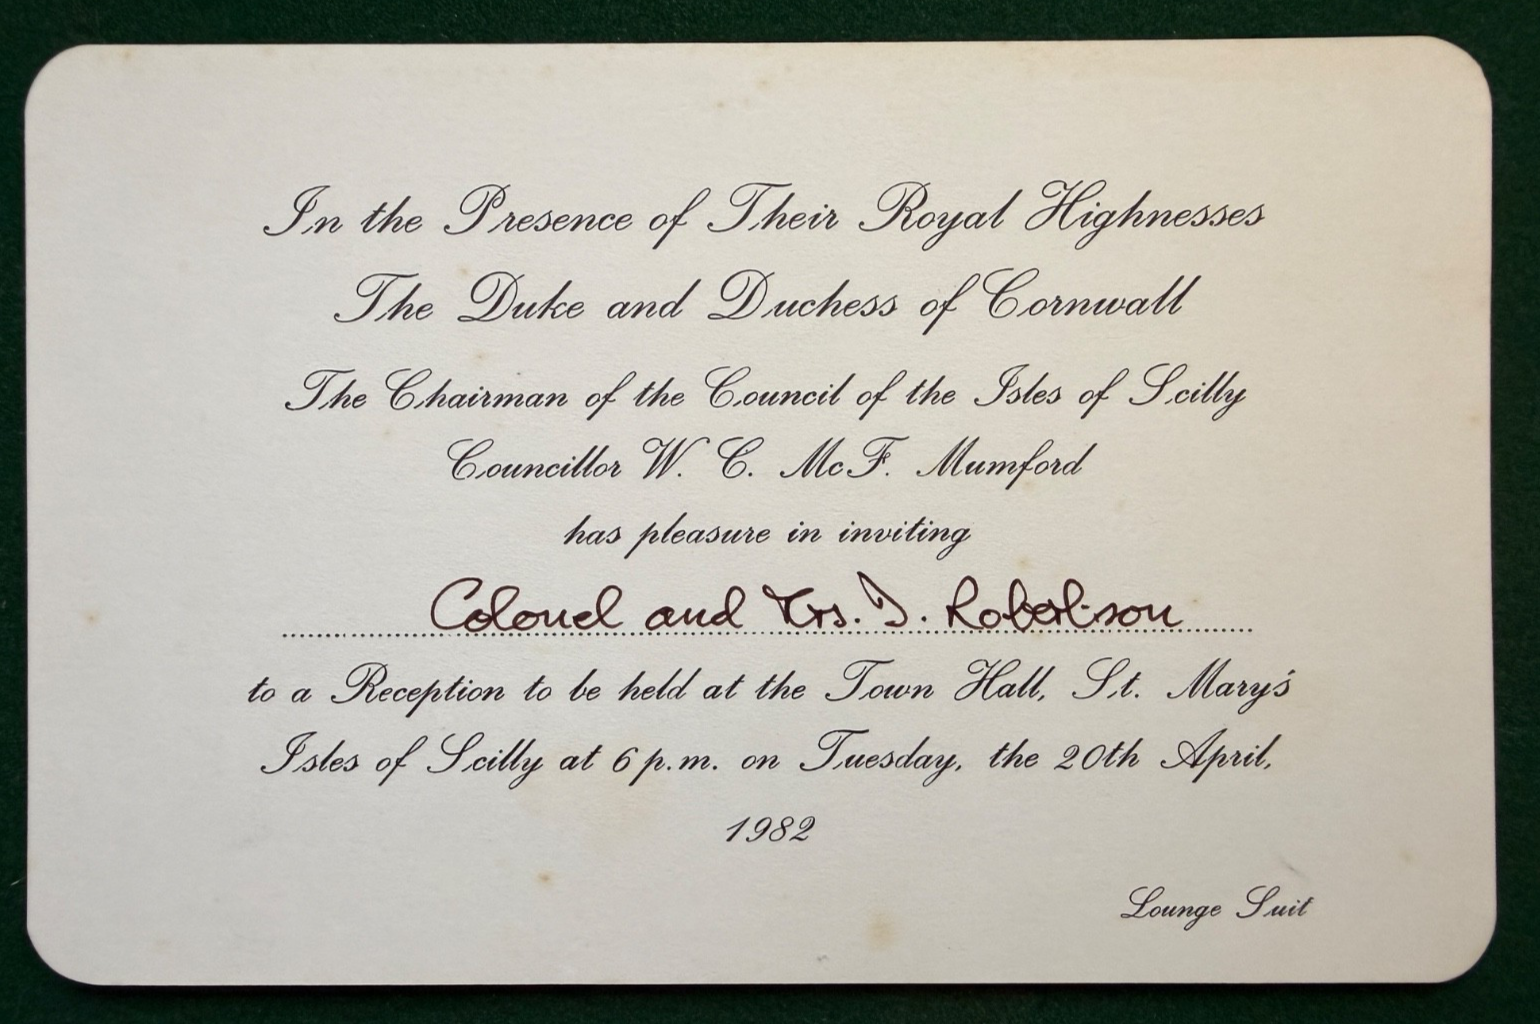 In the Presence of Their Royal Highnesses
The Duke and Duchess of Cornwall
The Chairman of the Council of the Isles of Scilly
Councillor W. C. McF. Mumford
has pleasure in inviting
Colonel and Mrs. I. Robertson
to a Reception to be held at the Town Hall, St. Mary's
Isles of Scilly at 6 p.m. on Tuesday, the 20th April,
1982
Lounge Suit